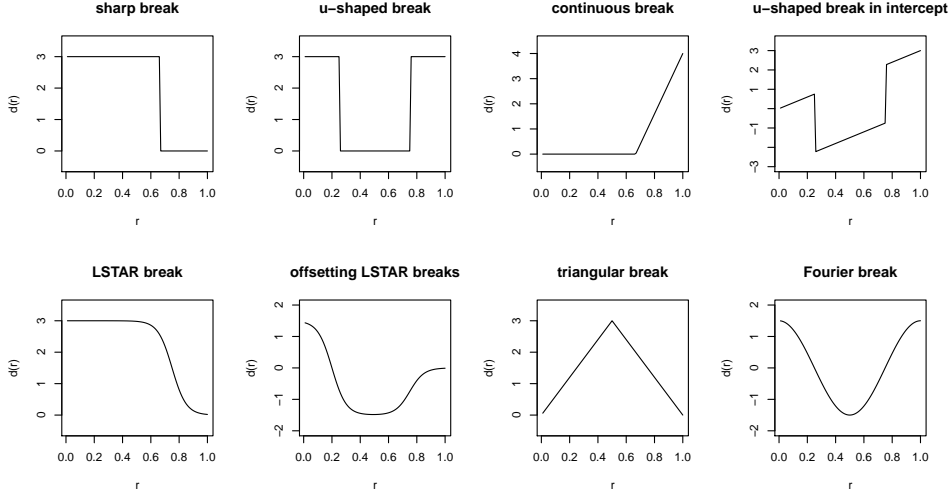 sharp break
d(r)
3
2
1
0
0.0 0.2 0.4 0.6 0.8 1.0
r
u−shaped break
d(r)
3
2
1
0
0.0 0.2 0.4 0.6 0.8 1.0
r
continuous break
d(r)
4
3
2
1
0
0.0 0.2 0.4 0.6 0.8 1.0
r
u−shaped break in intercept
d(r)
3
2
1
−1
−3
0.0 0.2 0.4 0.6 0.8 1.0
r
LSTAR break
d(r)
3
2
1
0
0.0 0.2 0.4 0.6 0.8 1.0
r
offsetting LSTAR breaks
d(r)
2
1
0
−1
−2
0.0 0.2 0.4 0.6 0.8 1.0
r
triangular break
d(r)
3
2
1
0
0.0 0.2 0.4 0.6 0.8 1.0
r
Fourier break
d(r)
2
1
0
−1
−2
0.0 0.2 0.4 0.6 0.8 1.0
r